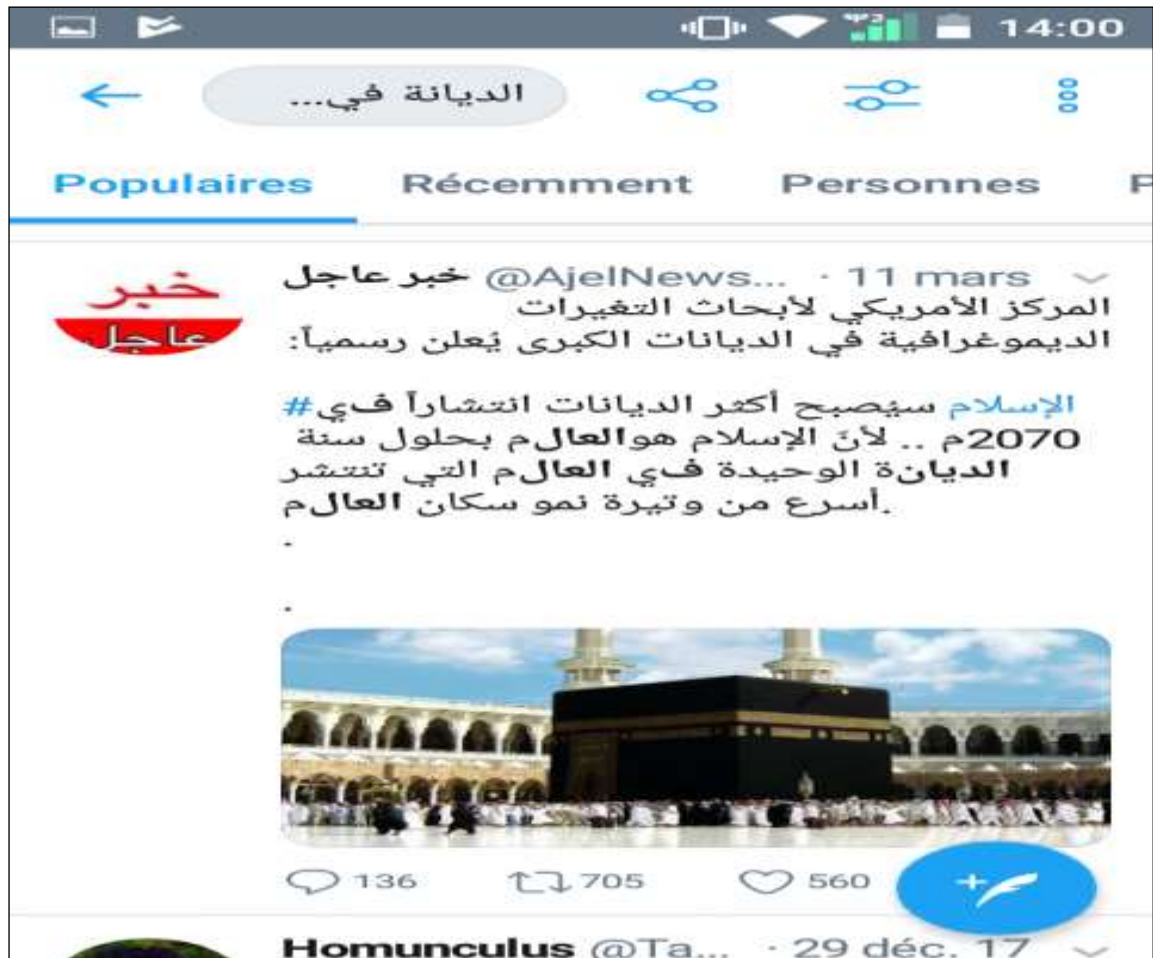 14:00
الديانة في...
Populaires Récemment Personnes P
خبر عاجل
خبر عاجل @AjelNews... · 11 mars
المركز الأمريكي لأبحاث التغيرات
الديموغرافية في الديانات الكبرى يُعلن رسمياً:
#الإسلام سيُصبح أكثر الديانات انتشاراً في
العالم بحلول سنة 2070م .. لأنّ الإسلام هو
الديانة الوحيدة في العالم التي تنتشر
أسرع من وتيرة نمو سكان العالم.
.
.
136 705 560
Homunculus @Ta... · 29 déc. 17